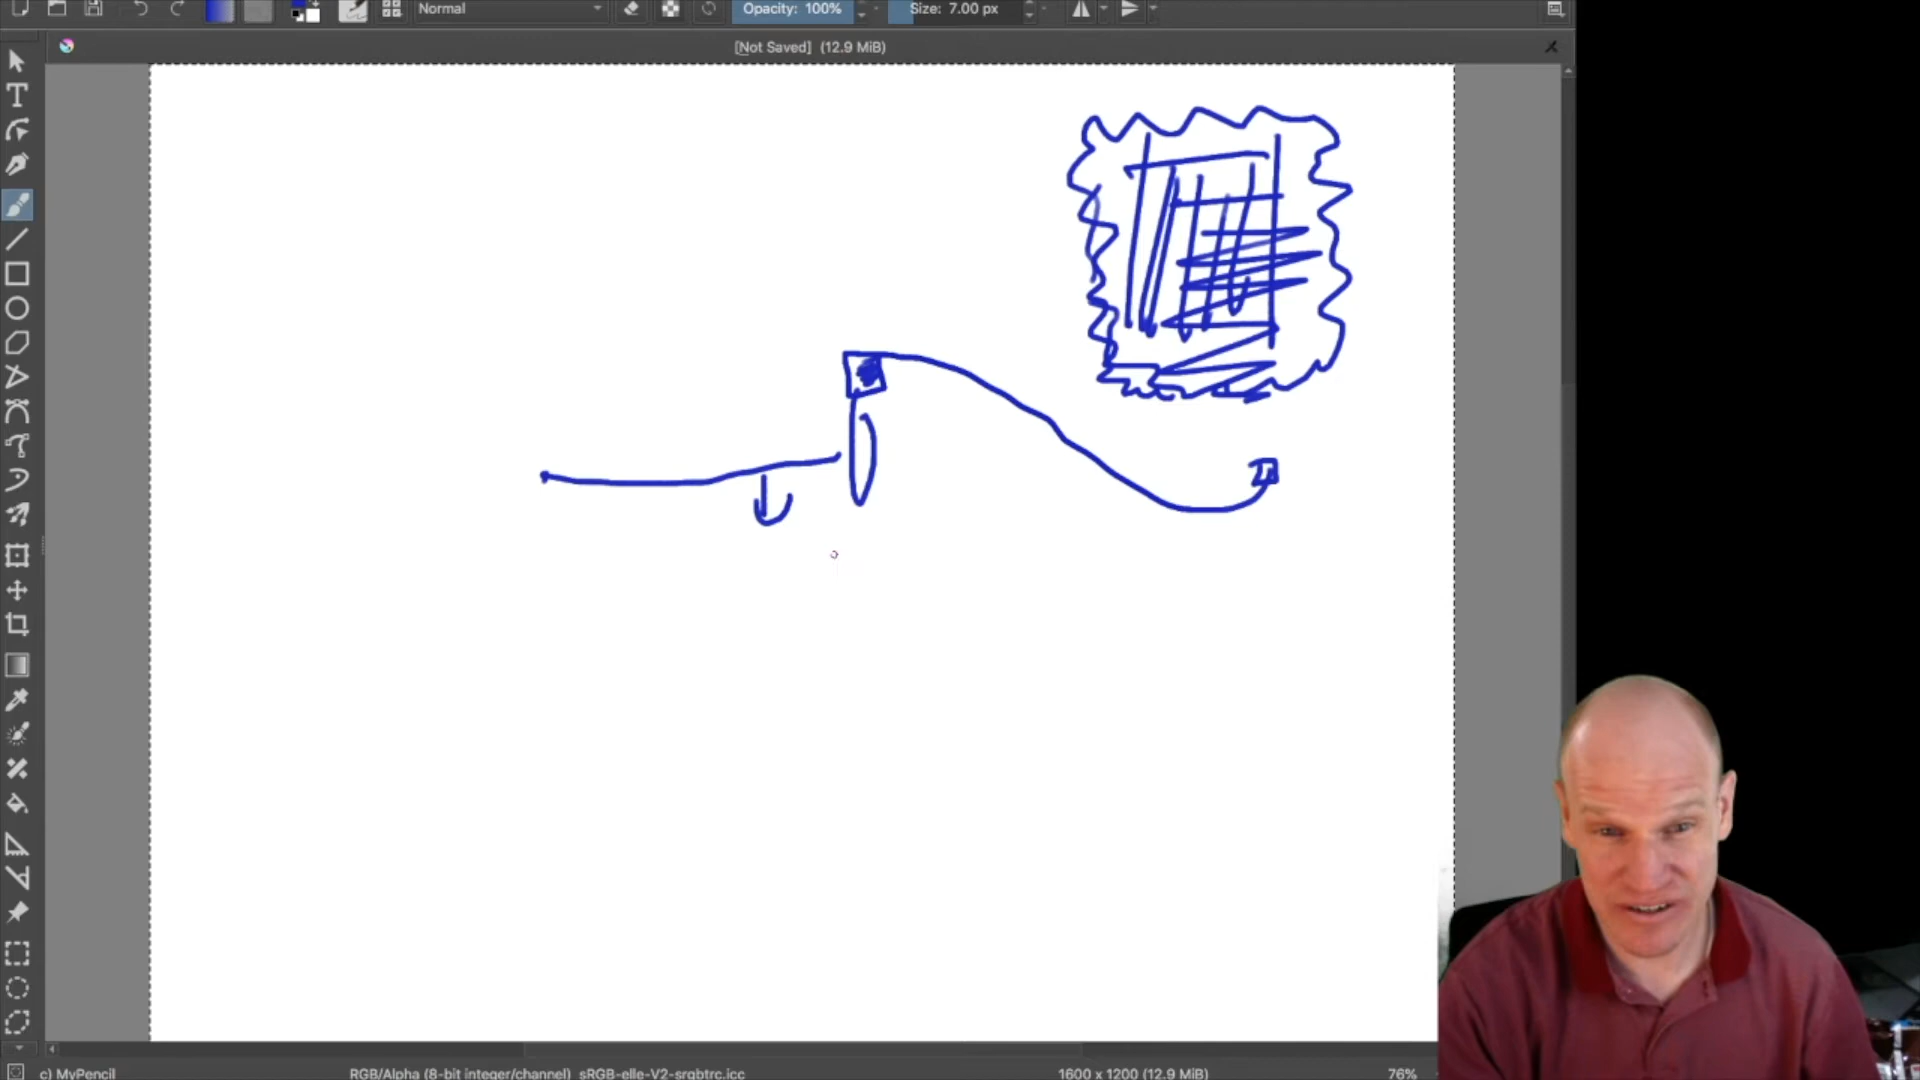 Normal
Opacity: 100%
Size: 7.00 px
[Not Saved] (12.9 MiB)
c) MyPencil
RGB/Alpha (8-bit integer/channel) sRGB-elle-V2-srgbtrc.icc
1600 x 1200 (12.9 MiB)
76%